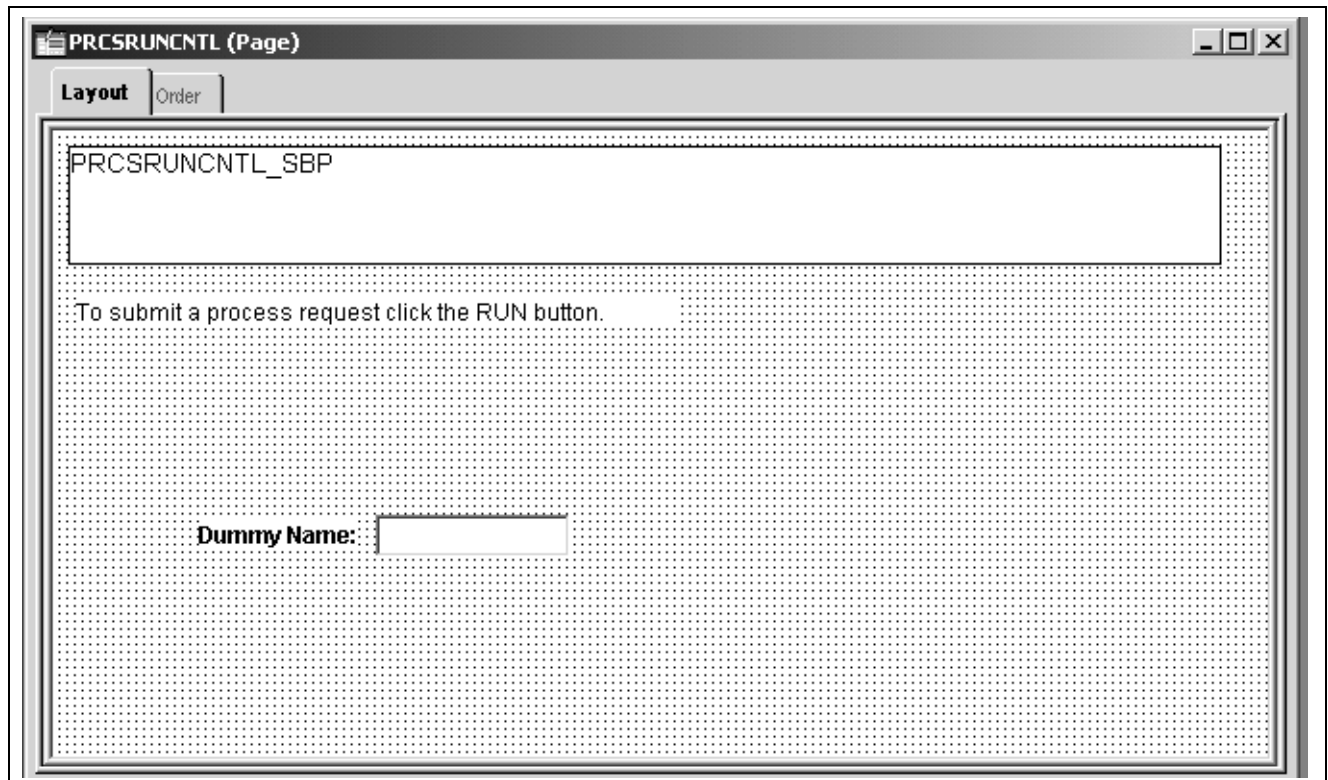 PRCSRUNCNTL (Page)
Layout Order
PRCSRUNCNTL_SBP
To submit a process request click the RUN button.
Dummy Name: